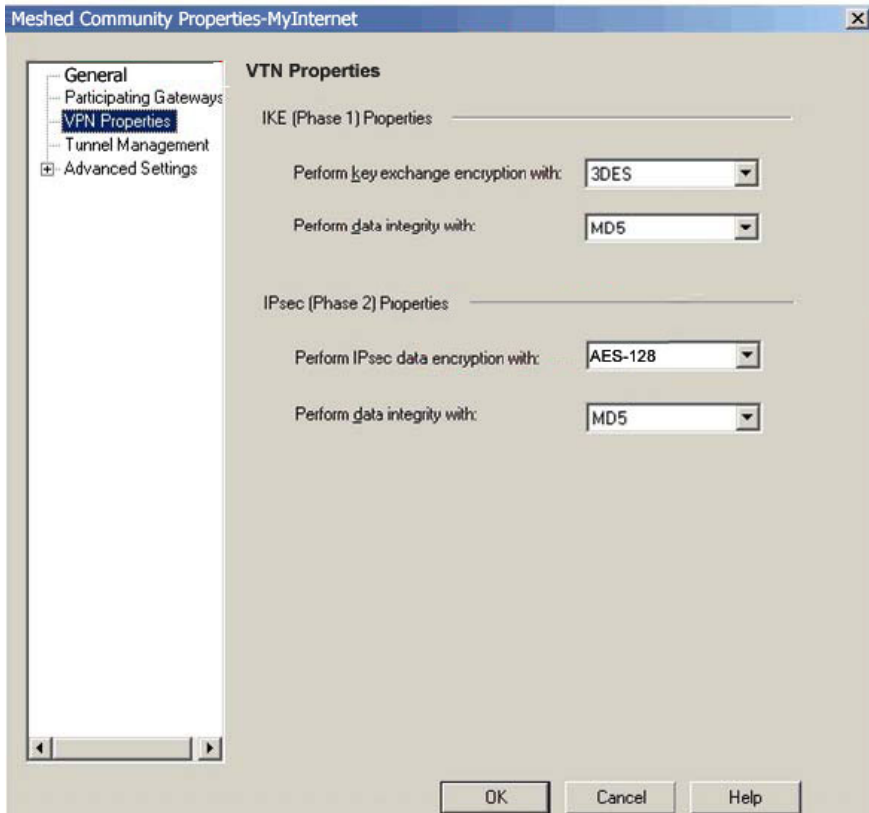 Meshed Community Properties-MyInternet
General
Participating Gateways
VPN Properties
Tunnel Management
Advanced Settings
VTN Properties
IKE (Phase 1) Properties
Perform key exchange encryption with: 3DES
Perform data integrity with: MD5
IPsec (Phase 2) Properties
Perform IPsec data encryption with: AES-128
Perform data integrity with: MD5
OK Cancel Help